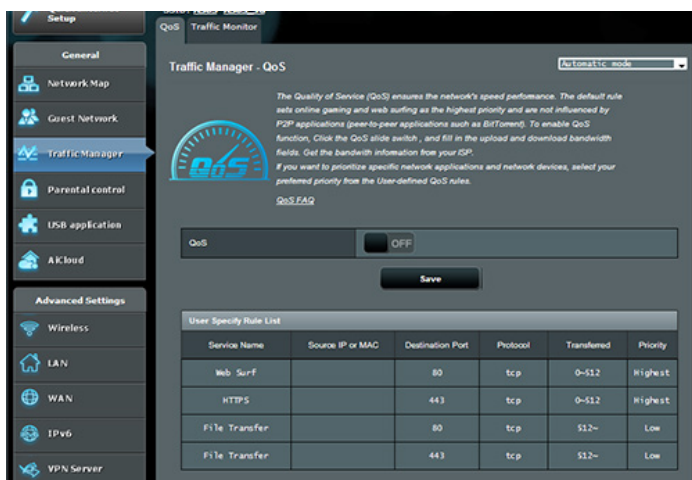 Setup
QoS Traffic Monitor
General
Network Map
Guest Network
Traffic Manager
Parental control
USB application
AiCloud
Advanced Settings
Wireless
LAN
WAN
IPv6
VPN Server
Traffic Manager - QoS
Automatic mode
The Quality of Service (QoS) ensures the network's speed performance. The default rule
sets online gaming and web surfing as the highest priority and are not influenced by
P2P applications (peer-to-peer applications such as BitTorrent). To enable QoS
function, Click the QoS slide switch , and fill in the upload and download bandwidth
fields. Get the bandwith information from your ISP.
If you want to prioritize specific network applications and network devices, select your
preferred priority from the User-defined QoS rules.
QoS FAQ
QoS
QoS OFF
Save
User Specify Rule List
Service Name Source IP or MAC Destination Port Protocol Transferred Priority
Web Surf 80 tcp 0~512 Highest
HTTPS 443 tcp 0~512 Highest
File Transfer 80 tcp 512~ Low
File Transfer 443 tcp 512~ Low